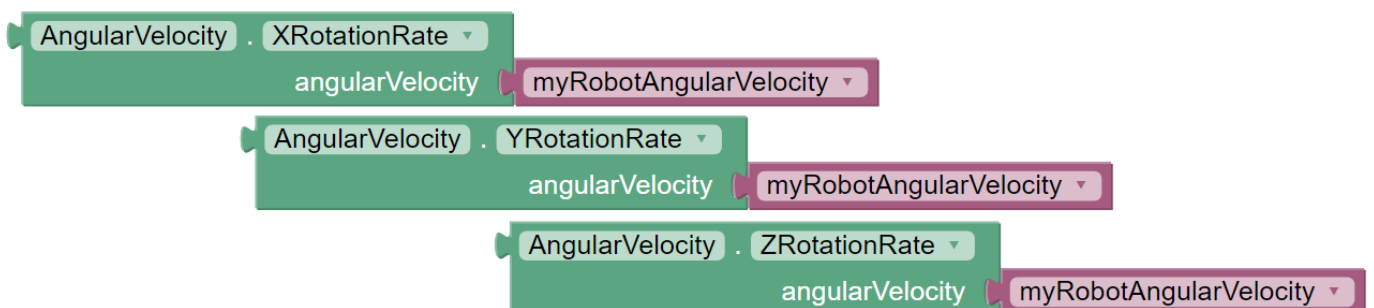 AngularVelocity . XRotationRate
angularVelocity myRobotAngularVelocity
AngularVelocity . YRotationRate
angularVelocity myRobotAngularVelocity
AngularVelocity . ZRotationRate
angularVelocity myRobotAngularVelocity